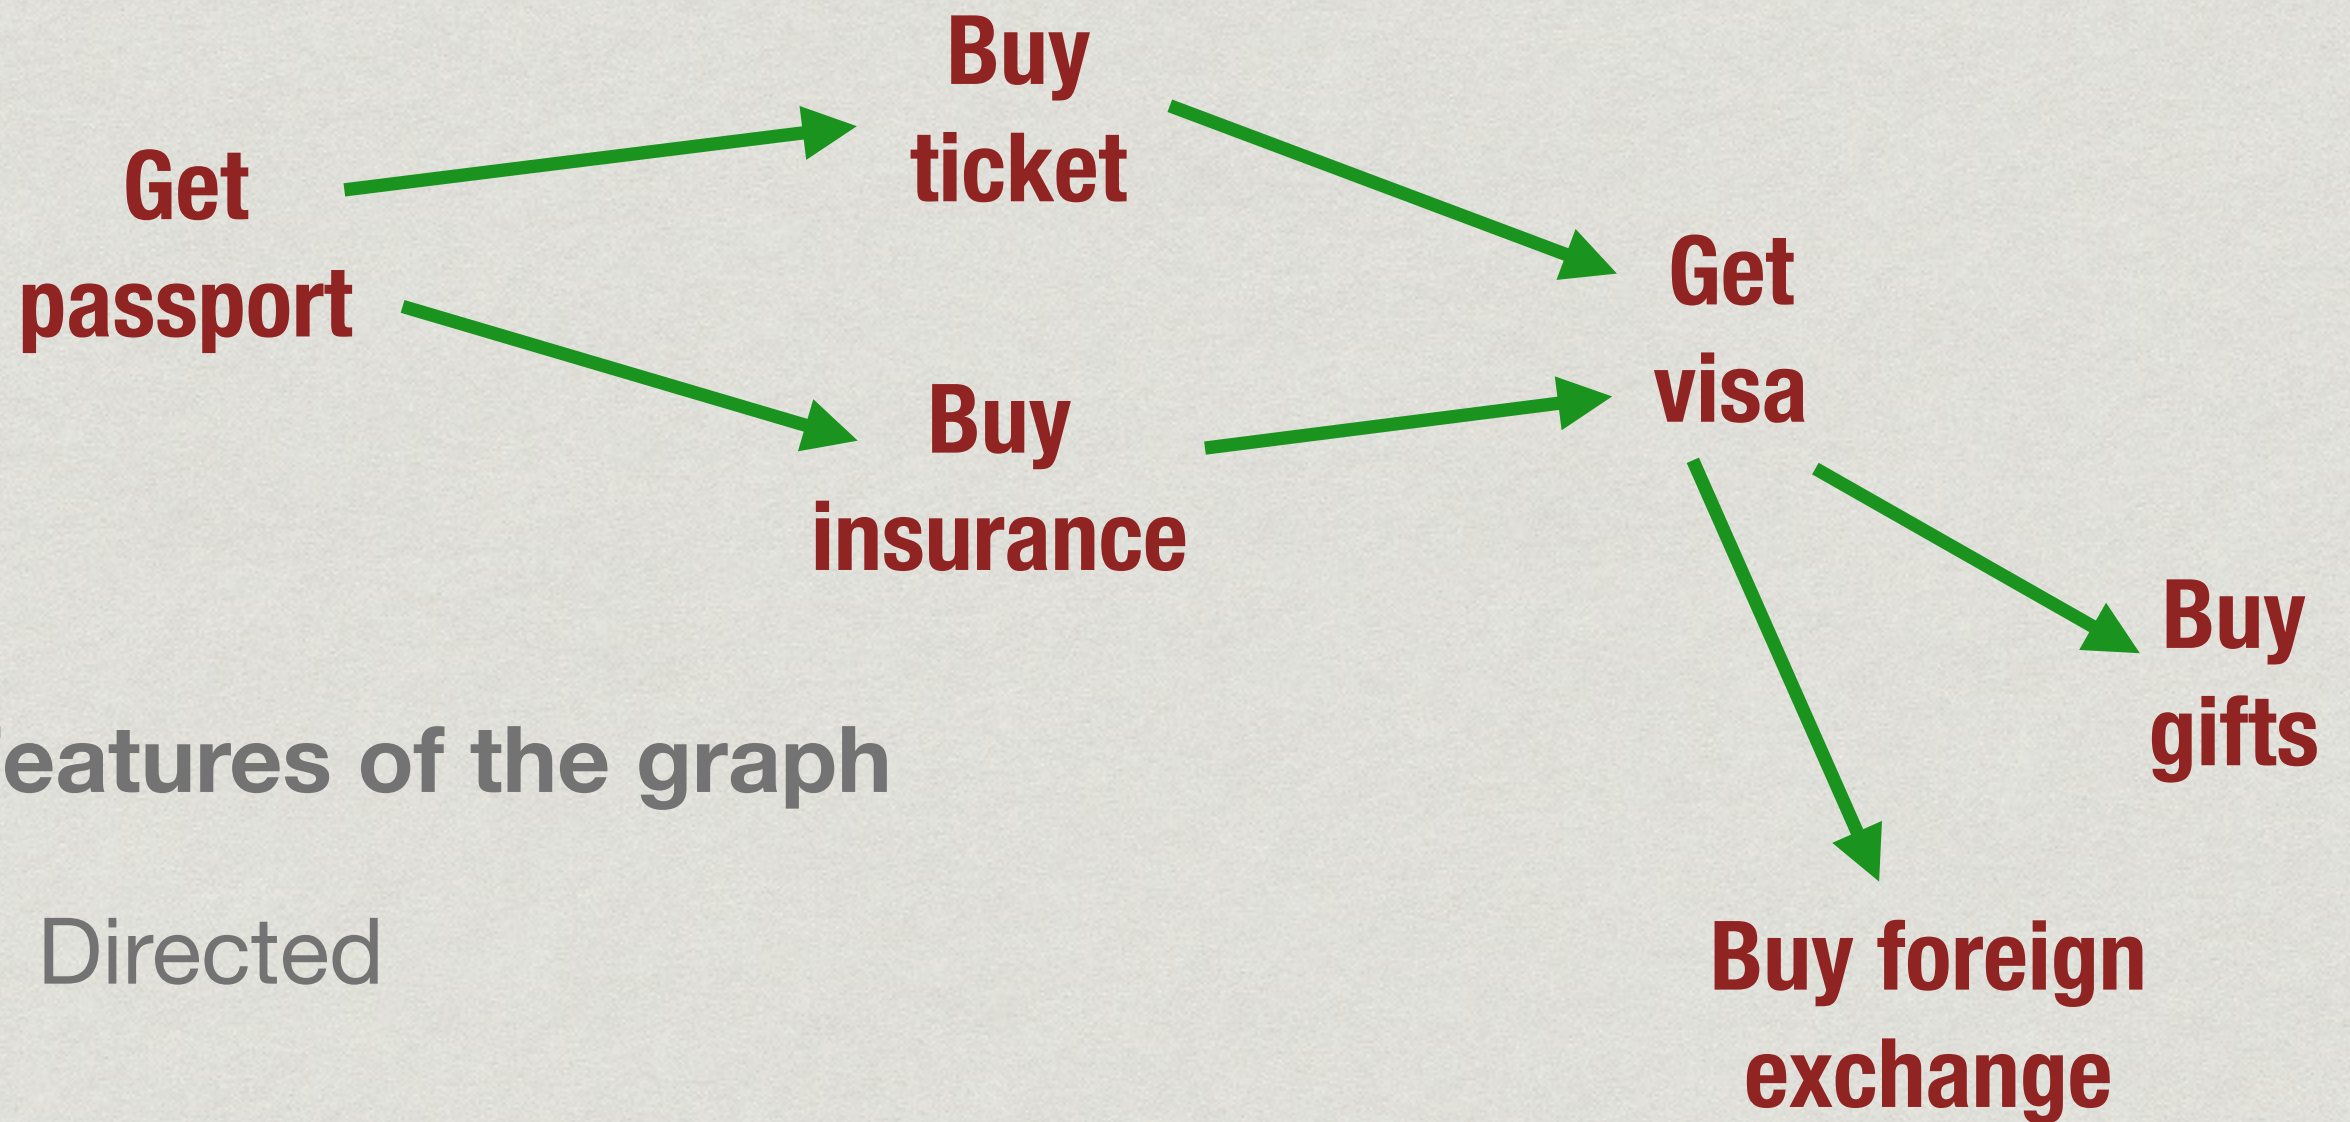 Buy
ticket
Get
passport
Get
visa
Buy
insurance
Buy
gifts
eatures of the graph
Directed
Buy foreign
exchange